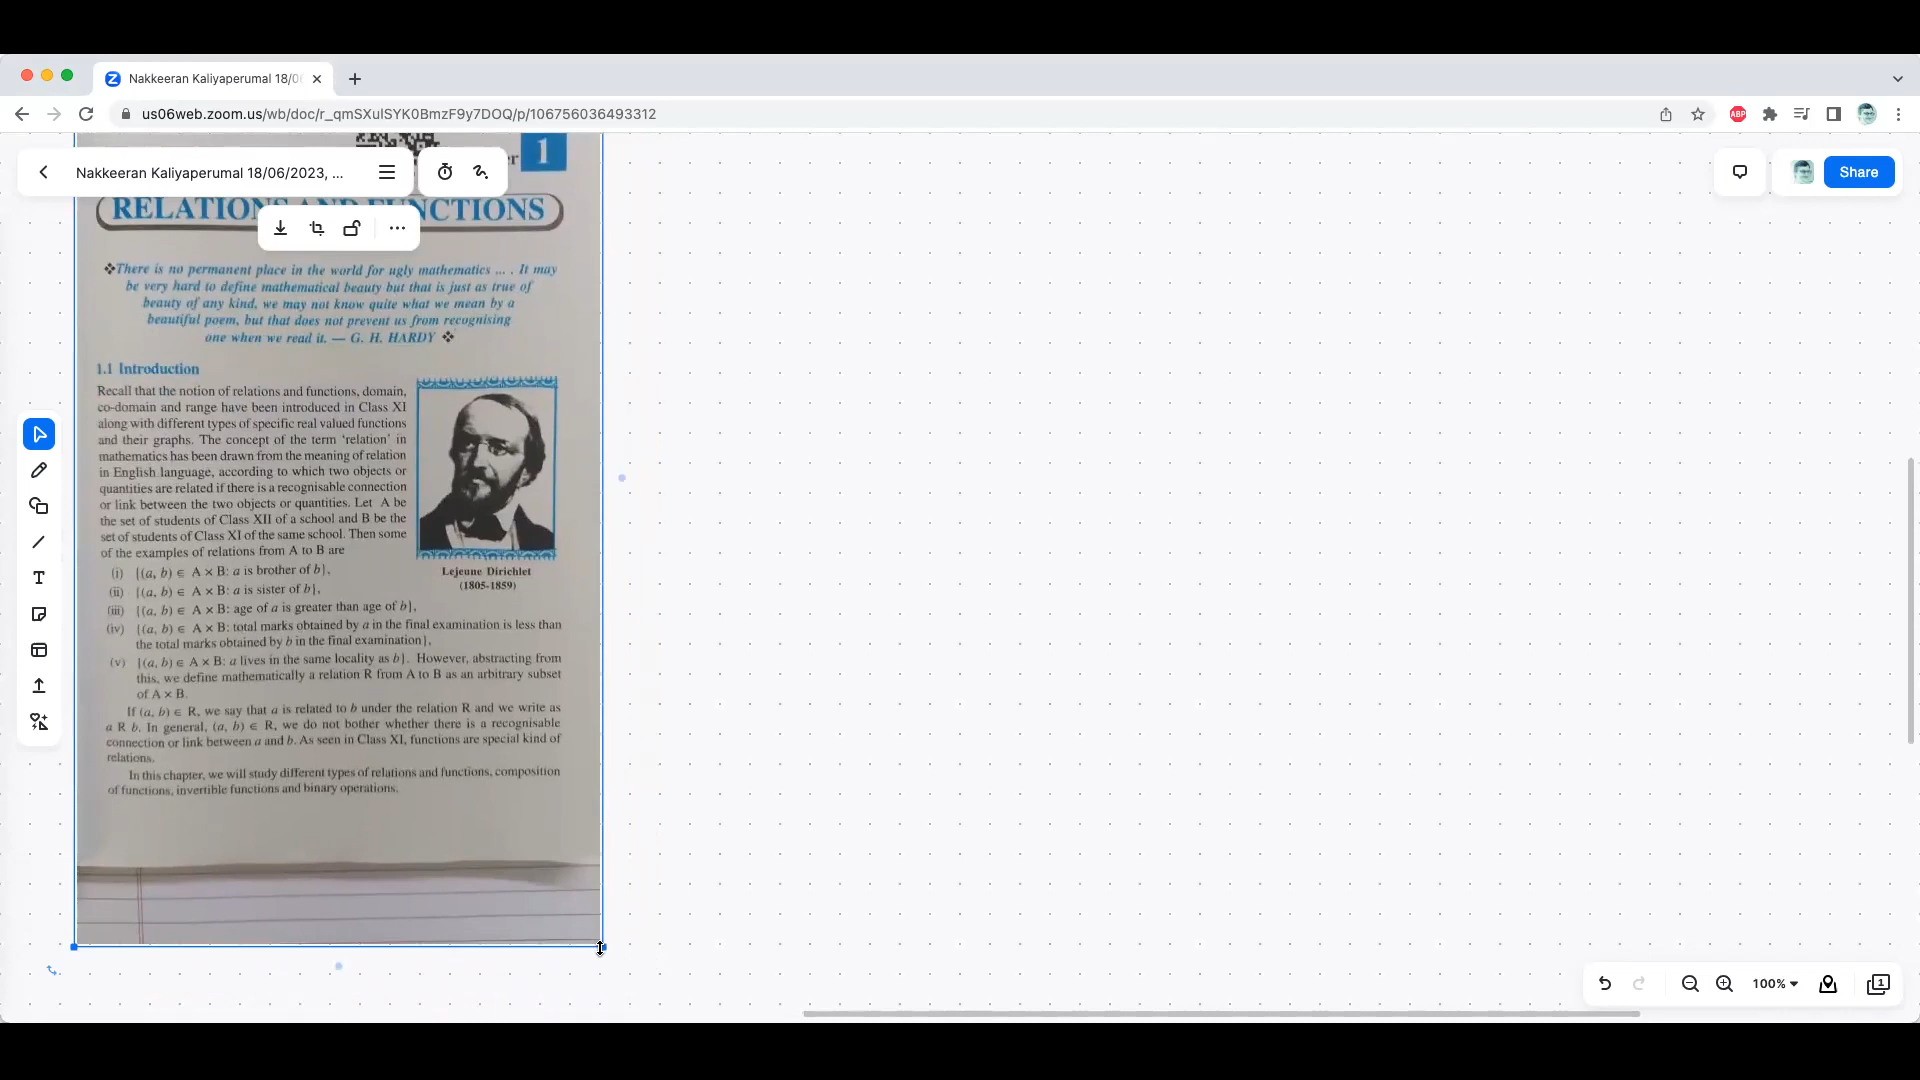 Nakkeeran Kaliyaperumal 18/06
us06web.zoom.us/wb/doc/r_qmSXulSYK0BmzF9y7DOQ/p/106756036493312
ABP
r 1
Nakkeeran Kaliyaperumal 18/06/2023, ...
Share
RELATIONS AND FUNCTIONS
❖There is no permanent place in the world for ugly mathematics ... . It may
be very hard to define mathematical beauty but that is just as true of
beauty of any kind, we may not know quite what we mean by a
beautiful poem, but that does not prevent us from recognising
one when we read it. — G. H. HARDY ❖
1.1 Introduction
Recall that the notion of relations and functions, domain,
co-domain and range have been introduced in Class XI
along with different types of specific real valued functions
and their graphs. The concept of the term ‘relation’ in
mathematics has been drawn from the meaning of relation
in English language, according to which two objects or
quantities are related if there is a recognisable connection
or link between the two objects or quantities. Let A be
the set of students of Class XII of a school and B be the
set of students of Class XI of the same school. Then some
of the examples of relations from A to B are
Lejeune Dirichlet
(1805-1859)
(i) {(a, b) ∈ A × B: a is brother of b},
(ii) {(a, b) ∈ A × B: a is sister of b},
(iii) {(a, b) ∈ A × B: age of a is greater than age of b},
(iv) {(a, b) ∈ A × B: total marks obtained by a in the final examination is less than
the total marks obtained by b in the final examination},
(v) {(a, b) ∈ A × B: a lives in the same locality as b}. However, abstracting from
this, we define mathematically a relation R from A to B as an arbitrary subset
of A × B.
If (a, b) ∈ R, we say that a is related to b under the relation R and we write as
a R b. In general, (a, b) ∈ R, we do not bother whether there is a recognisable
connection or link between a and b. As seen in Class XI, functions are special kind of
relations.
In this chapter, we will study different types of relations and functions, composition
of functions, invertible functions and binary operations.
100%
1